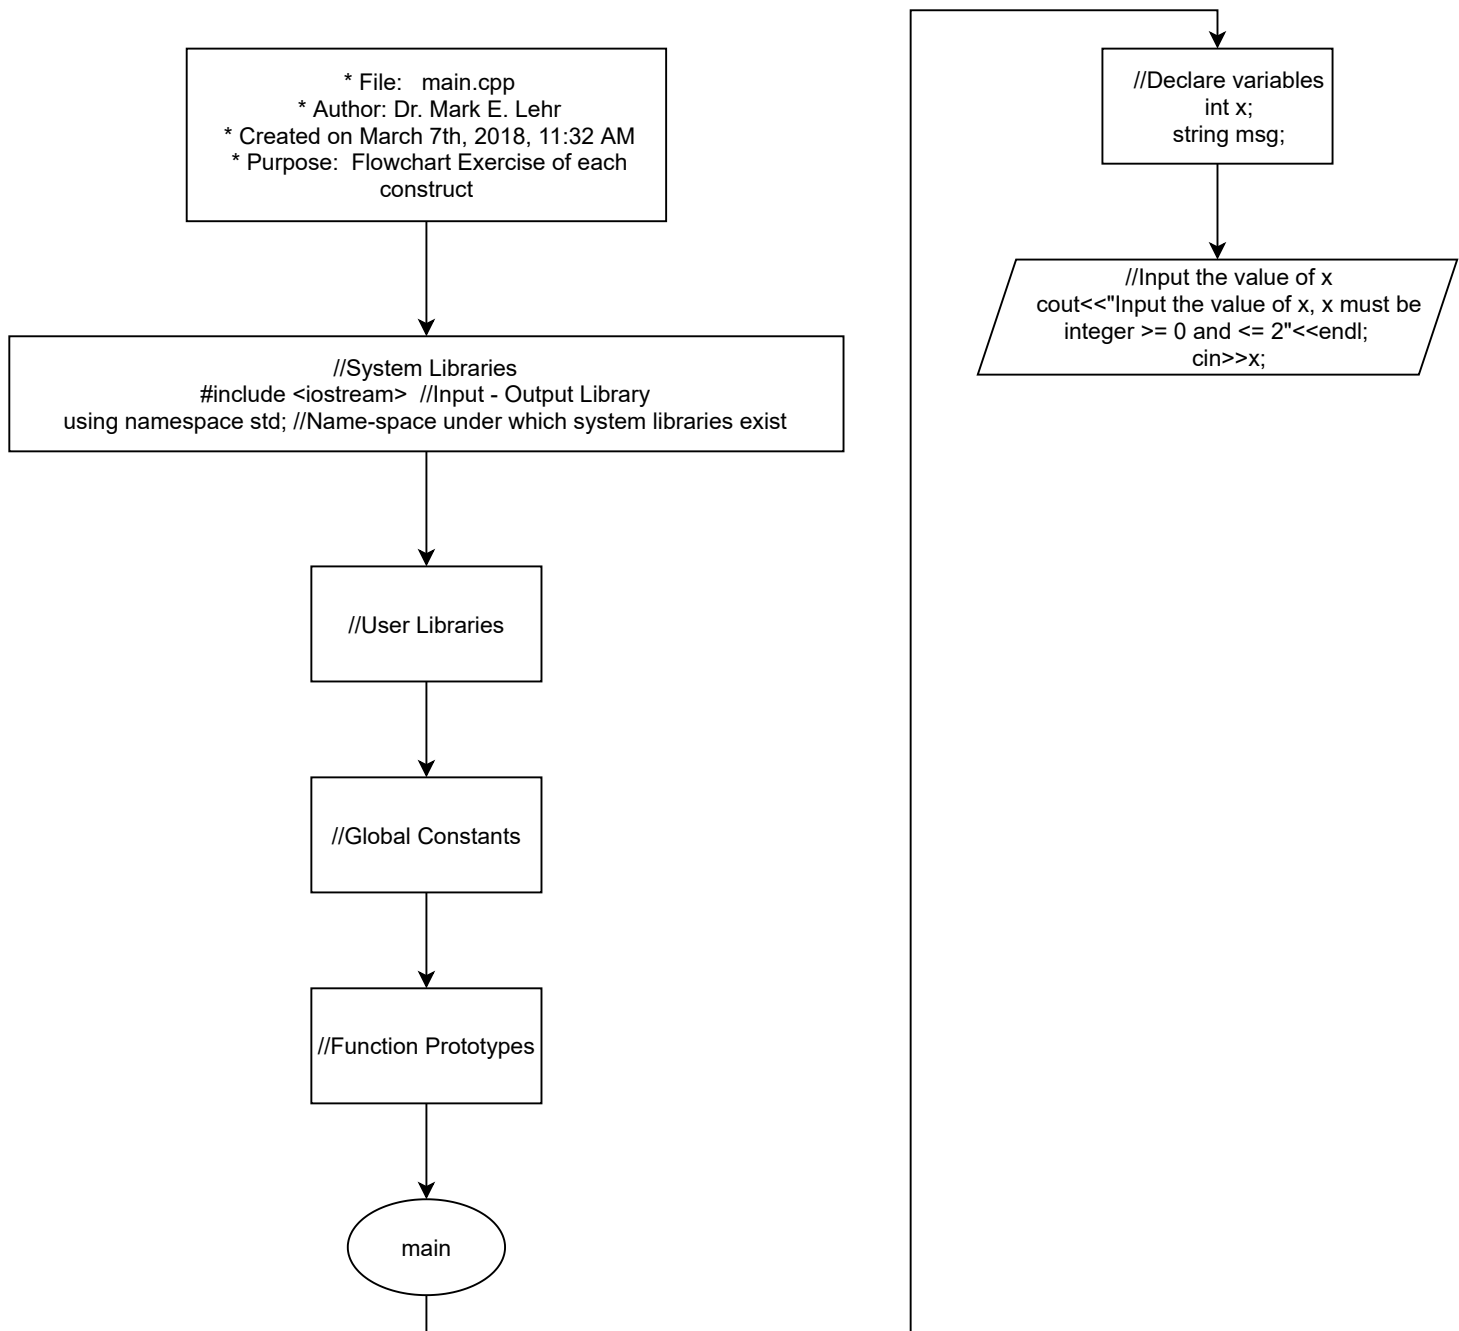 * File:   main.cpp
* Author: Dr. Mark E. Lehr
* Created on March 7th, 2018, 11:32 AM
* Purpose:  Flowchart Exercise of each
construct
//System Libraries
#include <iostream>  //Input - Output Library
using namespace std; //Name-space under which system libraries exist
//User Libraries
//Global Constants
//Function Prototypes
main
//Declare variables
int x;
string msg;
//Input the value of x
cout<<"Input the value of x, x must be
integer >= 0 and <= 2"<<endl;
cin>>x;